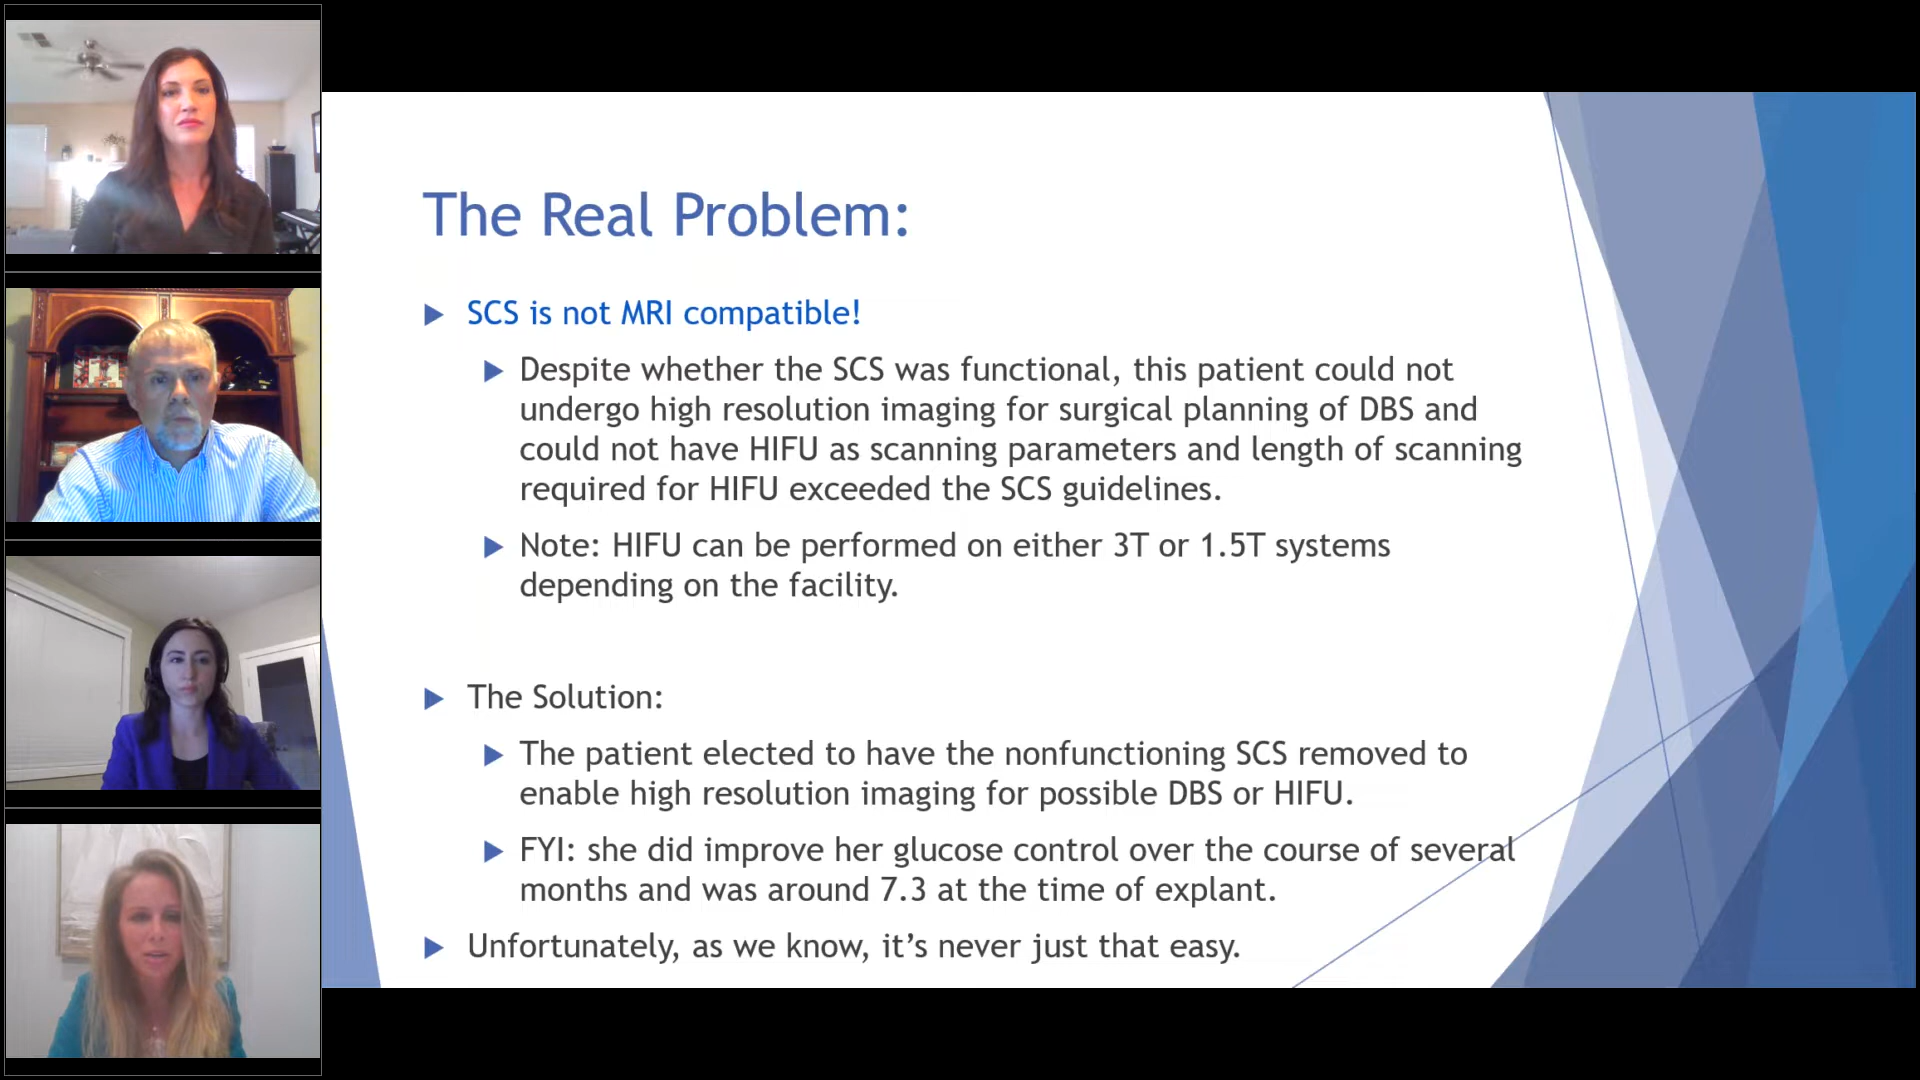 The Real Problem:
SCS is not MRI compatible!
Despite whether the SCS was functional, this patient could not
undergo high resolution imaging for surgical planning of DBS and
could not have HIFU as scanning parameters and length of scanning
required for HIFU exceeded the SCS guidelines.
Note: HIFU can be performed on either 3T or 1.5T systems
depending on the facility.
The Solution:
The patient elected to have the nonfunctioning SCS removed to
enable high resolution imaging for possible DBS or HIFU.
FYI: she did improve her glucose control over the course of several
months and was around 7.3 at the time of explant.
Unfortunately, as we know, it’s never just that easy.